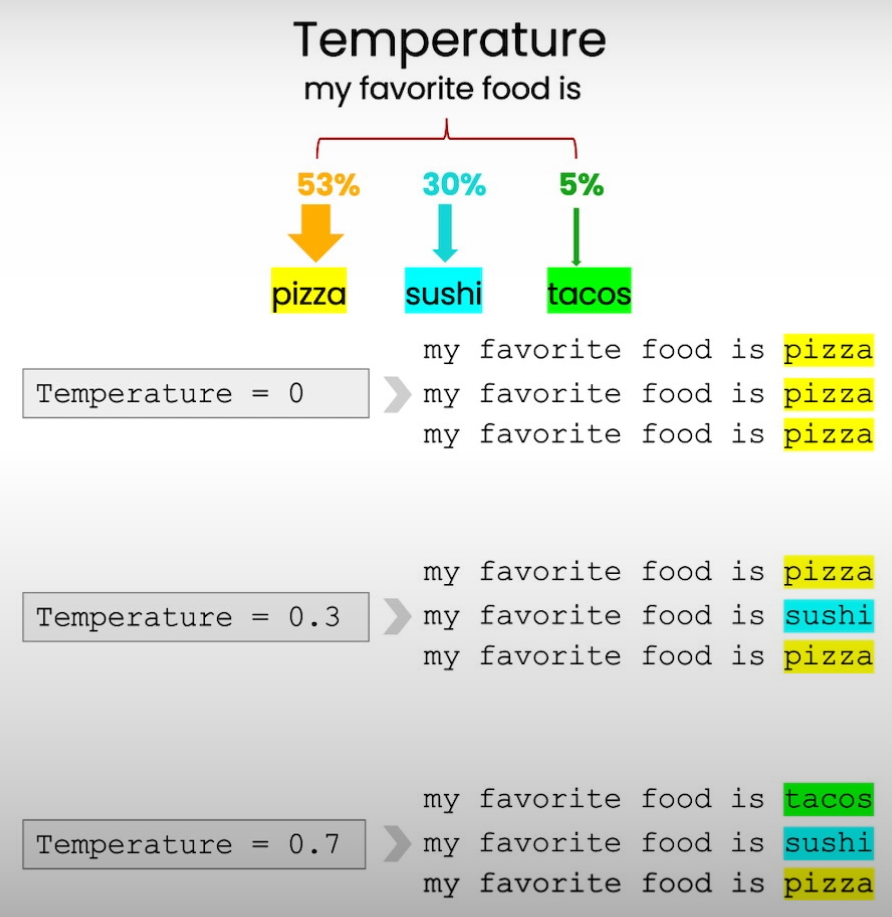 Temperature
my favorite food is
53% 30% 5%
pizza sushi tacos
Temperature = 0
my favorite food is pizza
my favorite food is pizza
my favorite food is pizza
Temperature = 0.3
my favorite food is pizza
my favorite food is sushi
my favorite food is pizza
Temperature = 0.7
my favorite food is tacos
my favorite food is sushi
my favorite food is pizza